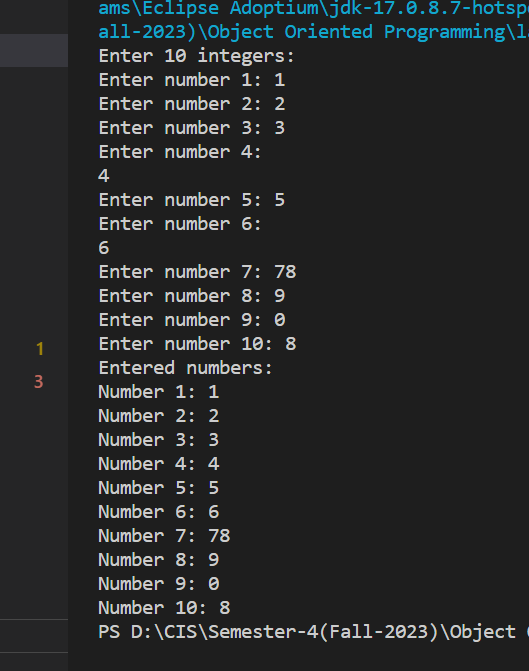 ams\Eclipse Adoptium\jdk-17.0.8.7-hotsp
all-2023)\Object Oriented Programming\l
Enter 10 integers:
Enter number 1: 1
Enter number 2: 2
Enter number 3: 3
Enter number 4:
4
Enter number 5: 5
Enter number 6:
6
Enter number 7: 78
Enter number 8: 9
Enter number 9: 0
1
Enter number 10: 8
Entered numbers:
3
Number 1: 1
Number 2: 2
Number 3: 3
Number 4: 4
Number 5: 5
Number 6: 6
Number 7: 78
Number 8: 9
Number 9: 0
Number 10: 8
PS D:\CIS\Semester-4(Fall-2023)\Object